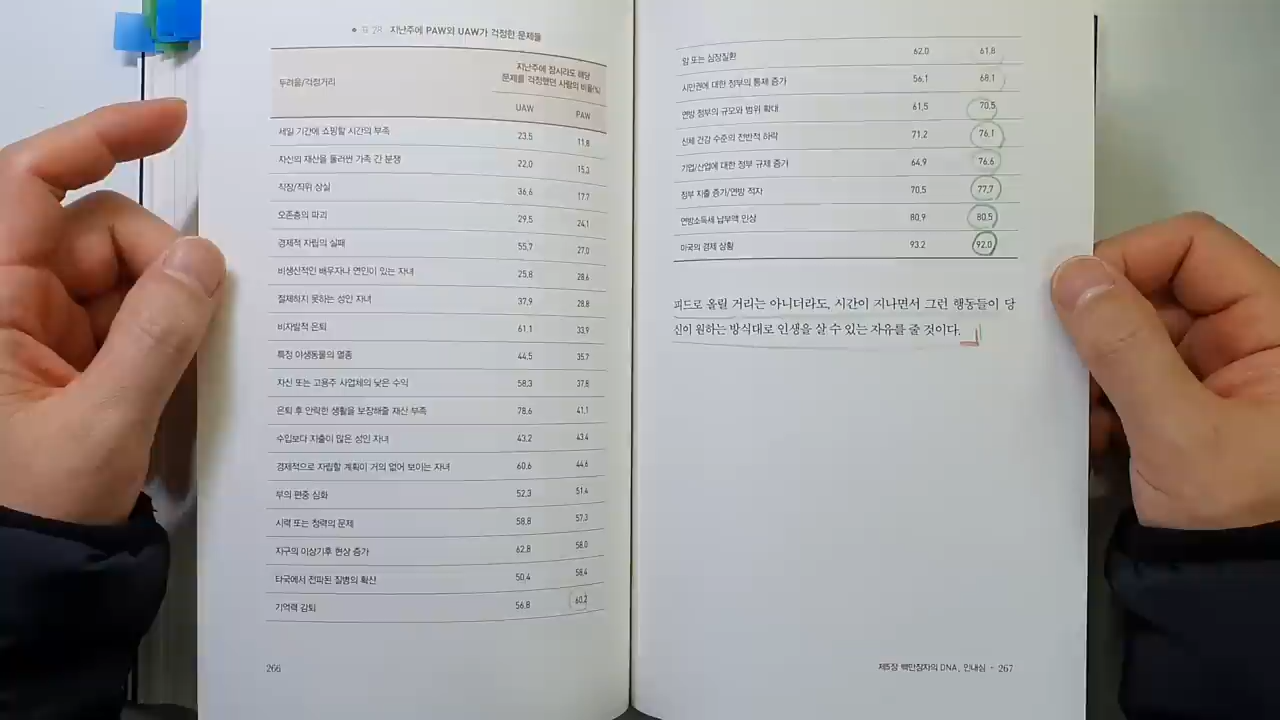 지난주에 PAW와 UAW가 걱정한 문제들
두려움/걱정거리
지난주에 잠시라도 해당
문제를 걱정했던 사람의 비율(%)
UAW PAW
세일 기간에 쇼핑할 시간의 부족 23.5 11.8
자신의 재산을 둘러싼 가족 간 분쟁 22.0 15.3
직장/직위 상실 36.6 17.7
오존층의 파괴 29.5 24.1
경제적 자립의 실패 55.7 27.0
비생산적인 배우자나 연인이 있는 자녀 25.8 28.6
절제하지 못하는 성인 자녀 37.9 28.8
비자발적 은퇴 61.1 33.9
특정 야생동물의 멸종 44.5 35.7
자신 또는 고용주 사업체의 낮은 수익 58.3 37.8
은퇴 후 안락한 생활을 보장해줄 재산 부족 78.6 41.1
수입보다 지출이 많은 성인 자녀 43.2 43.4
경제적으로 자립할 계획이 거의 없어 보이는 자녀 60.6 44.6
부의 편중 심화 52.3 51.4
시력 또는 청력의 문제 58.8 57.3
지구의 이상기후 현상 증가 62.8 58.0
타국에서 전파된 질병의 확산 50.4 58.4
기억력 감퇴 56.8 60.2
266
암 또는 심장질환 62.0 61.8
시민권에 대한 정부의 통제 증가 56.1 68.1
연방 정부의 규모와 범위 확대 61.5 70.5
신체 건강 수준의 전반적 하락 71.2 76.1
기업/산업에 대한 정부 규제 증가 64.9 76.6
정부 지출 증가/연방 적자 70.5 77.7
연방소득세 납부액 인상 80.9 80.5
미국의 경제 상황 93.2 92.0
피드로 올릴 거리는 아니더라도, 시간이 지나면서 그런 행동들이 당
신이 원하는 방식대로 인생을 살 수 있는 자유를 줄 것이다.
제5장 백만장자의 DNA, 인내심 · 267